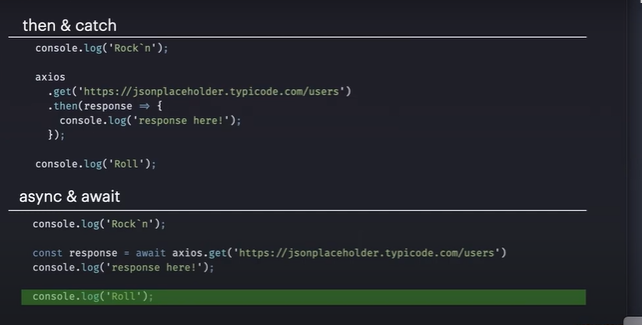 then & catch
console.log('Rock`n');
axios
.get('https://jsonplaceholder.typicode.com/users')
.then(response => {
console.log('response here!');
});
console.log('Roll');
async & await
console.log('Rock`n');
const response = await axios.get('https://jsonplaceholder.typicode.com/users')
console.log('response here!');
console.log('Roll');